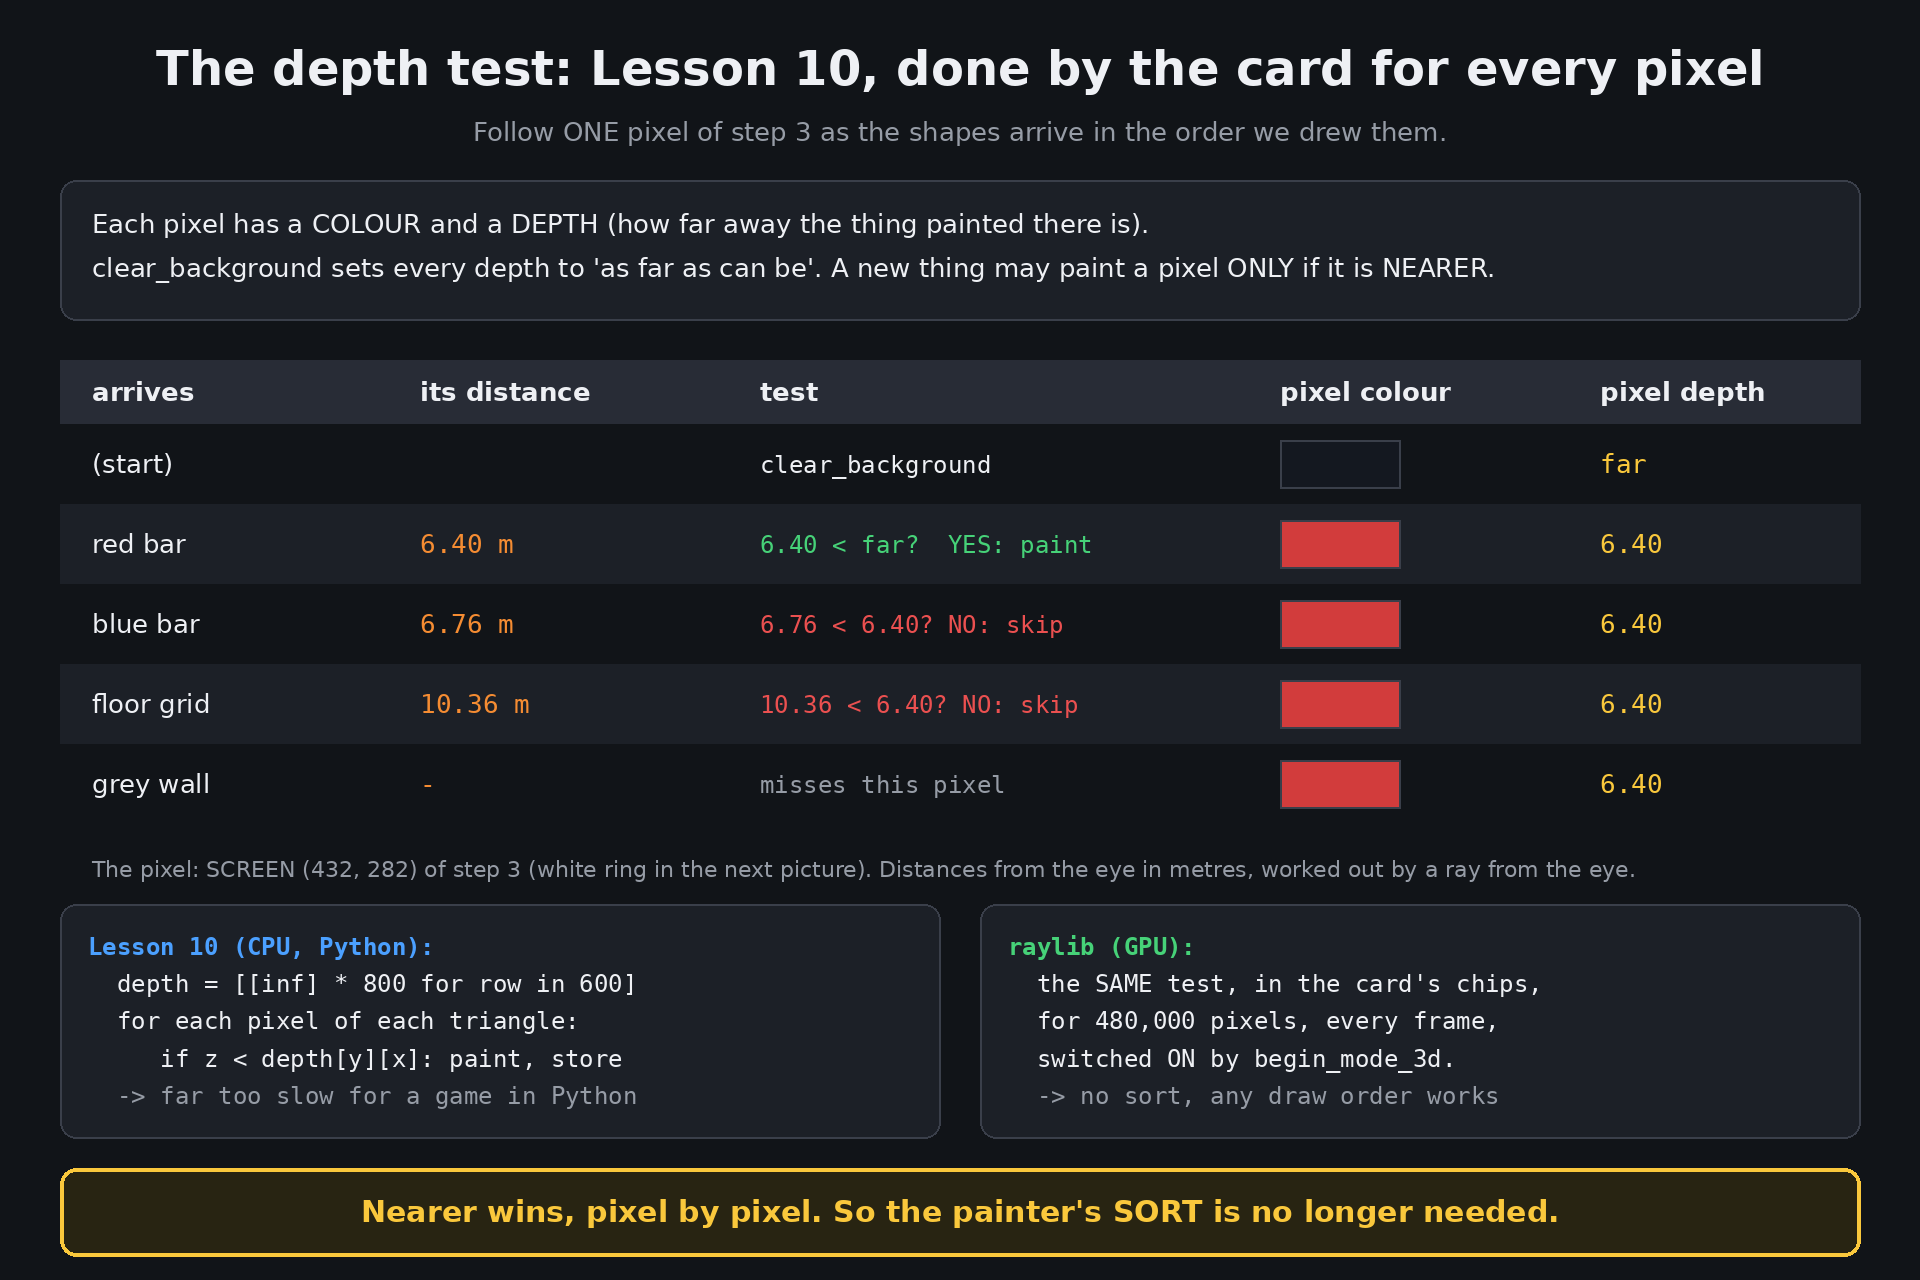 The depth test: Lesson 10, done by the card for every pixel
Follow ONE pixel of step 3 as the shapes arrive in the order we drew them.
Each pixel has a COLOUR and a DEPTH (how far away the thing painted there is).
clear_background sets every depth to 'as far as can be'. A new thing may paint a pixel ONLY if it is NEARER.
arrives its distance test pixel colour pixel depth
(start) clear_background far
red bar 6.40 m 6.40 < far?  YES: paint 6.40
blue bar 6.76 m 6.76 < 6.40? NO: skip 6.40
floor grid 10.36 m 10.36 < 6.40? NO: skip 6.40
grey wall - misses this pixel 6.40
The pixel: SCREEN (432, 282) of step 3 (white ring in the next picture). Distances from the eye in metres, worked out by a ray from the eye.
Lesson 10 (CPU, Python):
depth = [[inf] * 800 for row in 600]
for each pixel of each triangle:
if z < depth[y][x]: paint, store
-> far too slow for a game in Python
raylib (GPU):
the SAME test, in the card's chips,
for 480,000 pixels, every frame,
switched ON by begin_mode_3d.
-> no sort, any draw order works
Nearer wins, pixel by pixel. So the painter's SORT is no longer needed.